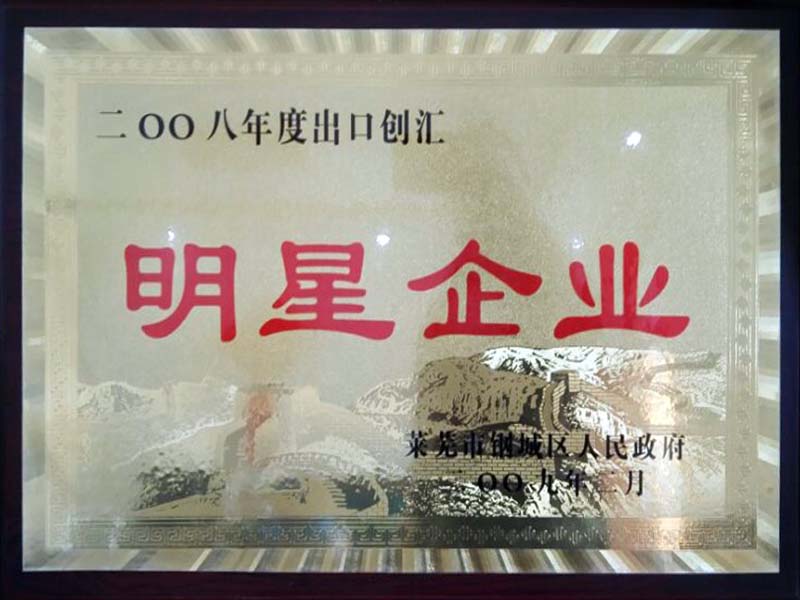 二OO八年度出口创汇
明星企业
莱芜市钢城区人民政府
二OO九年二月